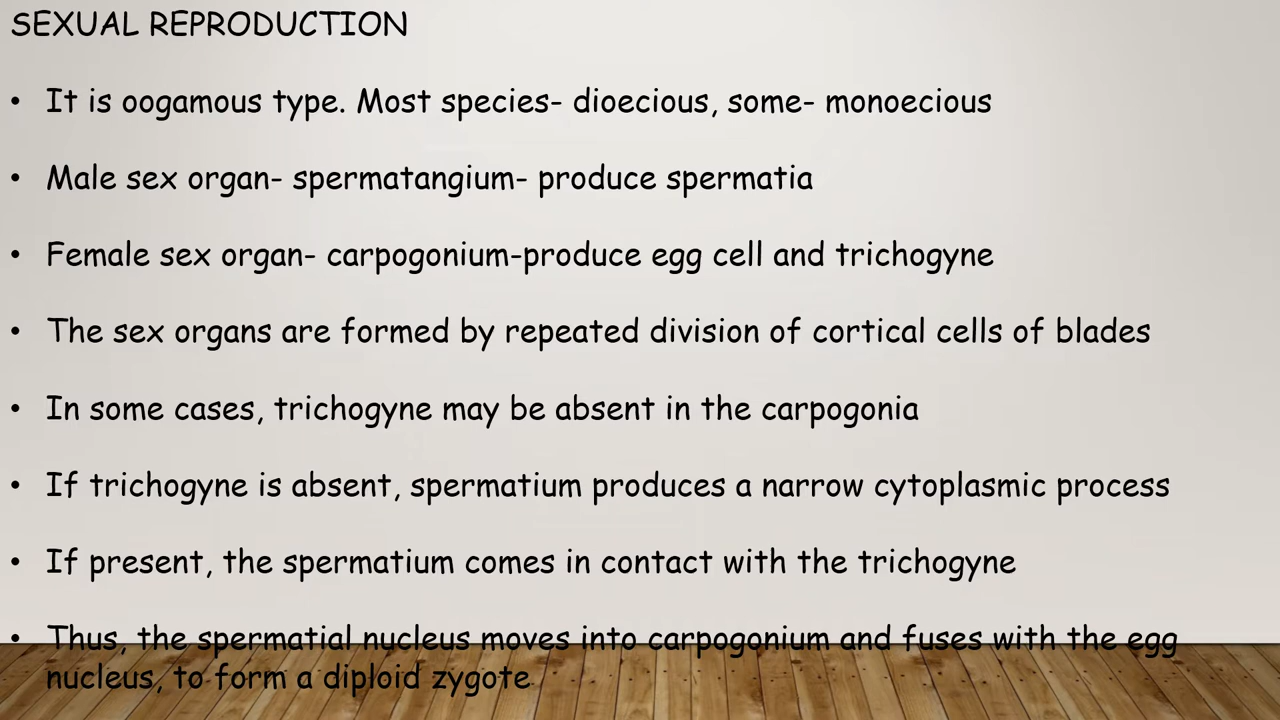 SEXUAL REPRODUCTION
• It is oogamous type. Most species- dioecious, some- monoecious
• Male sex organ- spermatangium- produce spermatia
• Female sex organ- carpogonium-produce egg cell and trichogyne
• The sex organs are formed by repeated division of cortical cells of blades
• In some cases, trichogyne may be absent in the carpogonia
• If trichogyne is absent, spermatium produces a narrow cytoplasmic process
• If present, the spermatium comes in contact with the trichogyne
• Thus, the spermatial nucleus moves into carpogonium and fuses with the egg
nucleus, to form a diploid zygote